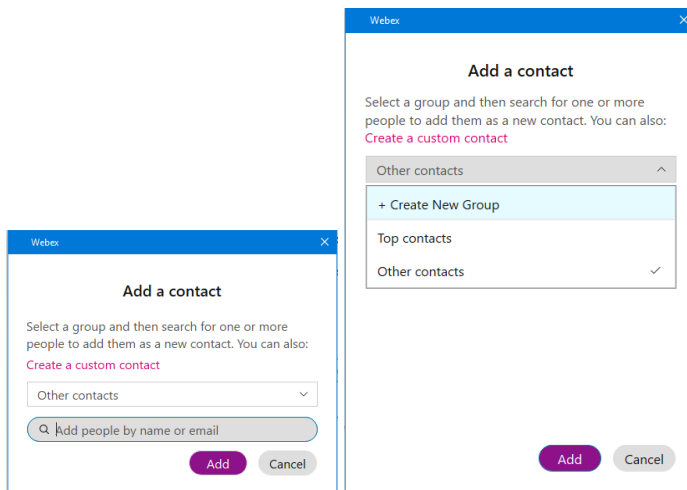 Webex
Add a contact
Select a group and then search for one or more
people to add them as a new contact. You can also:
Create a custom contact
Other contacts
Add people by name or email
Add
Cancel
Webex
Add a contact
Select a group and then search for one or more
people to add them as a new contact. You can also:
Create a custom contact
Other contacts
+ Create New Group
Top contacts
Other contacts
Add
Cancel